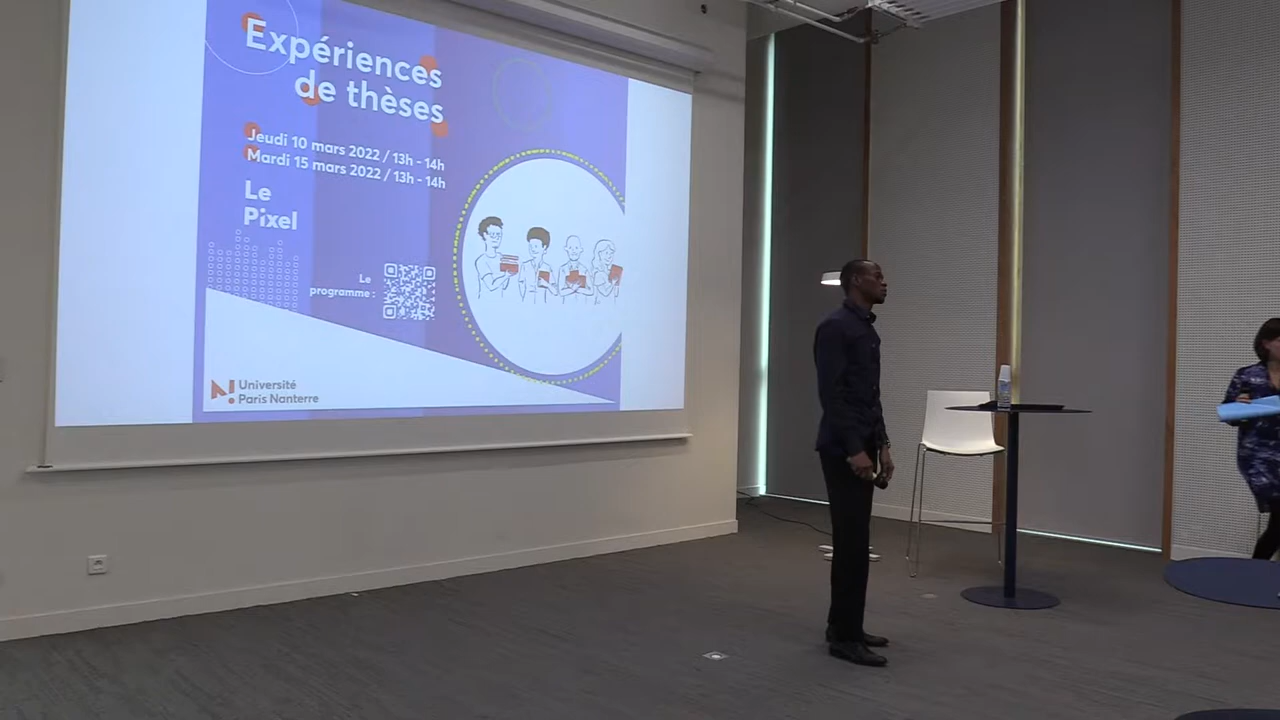 Expériences
de thèses
Jeudi 10 mars 2022 / 13h - 14h
Mardi 15 mars 2022 / 13h - 14h
Le
Pixel
Le
programme :
Université
Paris Nanterre